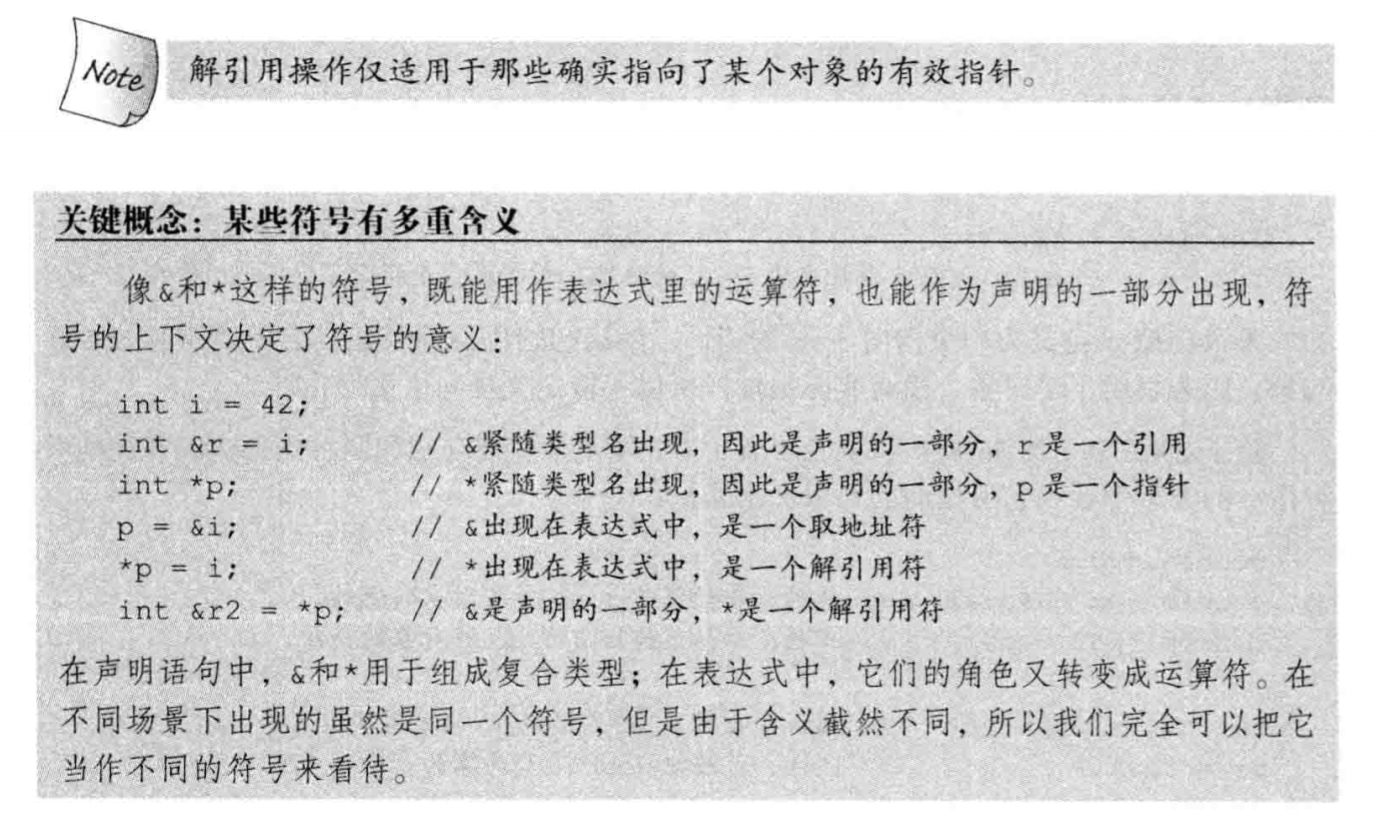 Note
解引用操作仅适用于那些确实指向了某个对象的有效指针。
关键概念：某些符号有多重含义
像&和*这样的符号，既能用作表达式里的运算符，也能作为声明的一部分出现，符
号的上下文决定了符号的意义：
int i = 42;
int &r = i; // &紧随类型名出现，因此是声明的一部分，r是一个引用
int *p; // *紧随类型名出现，因此是声明的一部分，p是一个指针
p = &i; // &出现在表达式中，是一个取地址符
*p = i; // *出现在表达式中，是一个解引用符
int &r2 = *p; // &是声明的一部分，*是一个解引用符
在声明语句中，&和*用于组成复合类型；在表达式中，它们的角色又转变成运算符。在
不同场景下出现的虽然是同一个符号，但是由于含义截然不同，所以我们完全可以把它
当作不同的符号来看待。